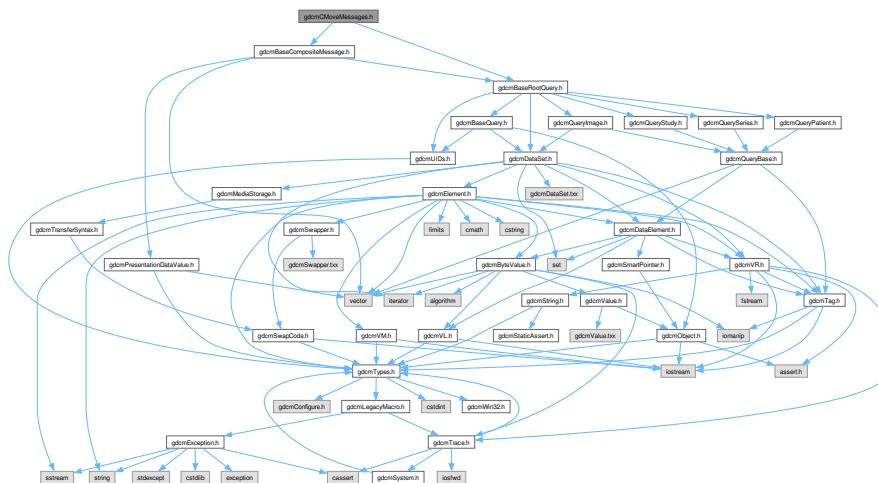 gdcmCMoveMessages.h
gdcmBaseCompositeMessage.h
gdcmBaseRootQuery.h
gdcmBaseQuery.h
gdcmQueryImage.h
gdcmQueryStudy.h
gdcmQuerySeries.h
gdcmQueryPatient.h
gdcmUIDs.h
gdcmDataSet.h
gdcmQueryBase.h
gdcmMediaStorage.h
gdcmElement.h
gdcmDataSet.txx
gdcmTransferSyntax.h
gdcmSwapper.h
limits
cmath
cstring
gdcmDataElement.h
gdcmPresentationDataValue.h
gdcmSwapper.txx
gdcmByteValue.h
set
gdcmSmartPointer.h
gdcmVR.h
vector
iterator
algorithm
gdcmString.h
gdcmValue.h
fstream
gdcmTag.h
gdcmSwapCode.h
gdcmVM.h
gdcmVL.h
gdcmStaticAssert.h
gdcmValue.txx
gdcmObject.h
iomanip
gdcmTypes.h
iostream
assert.h
gdcmConfigure.h
gdcmLegacyMacro.h
cstdint
gdcmWin32.h
gdcmException.h
gdcmTrace.h
sstream
string
stdexcept
cstdlib
exception
cassert
gdcmSystem.h
iosfwd